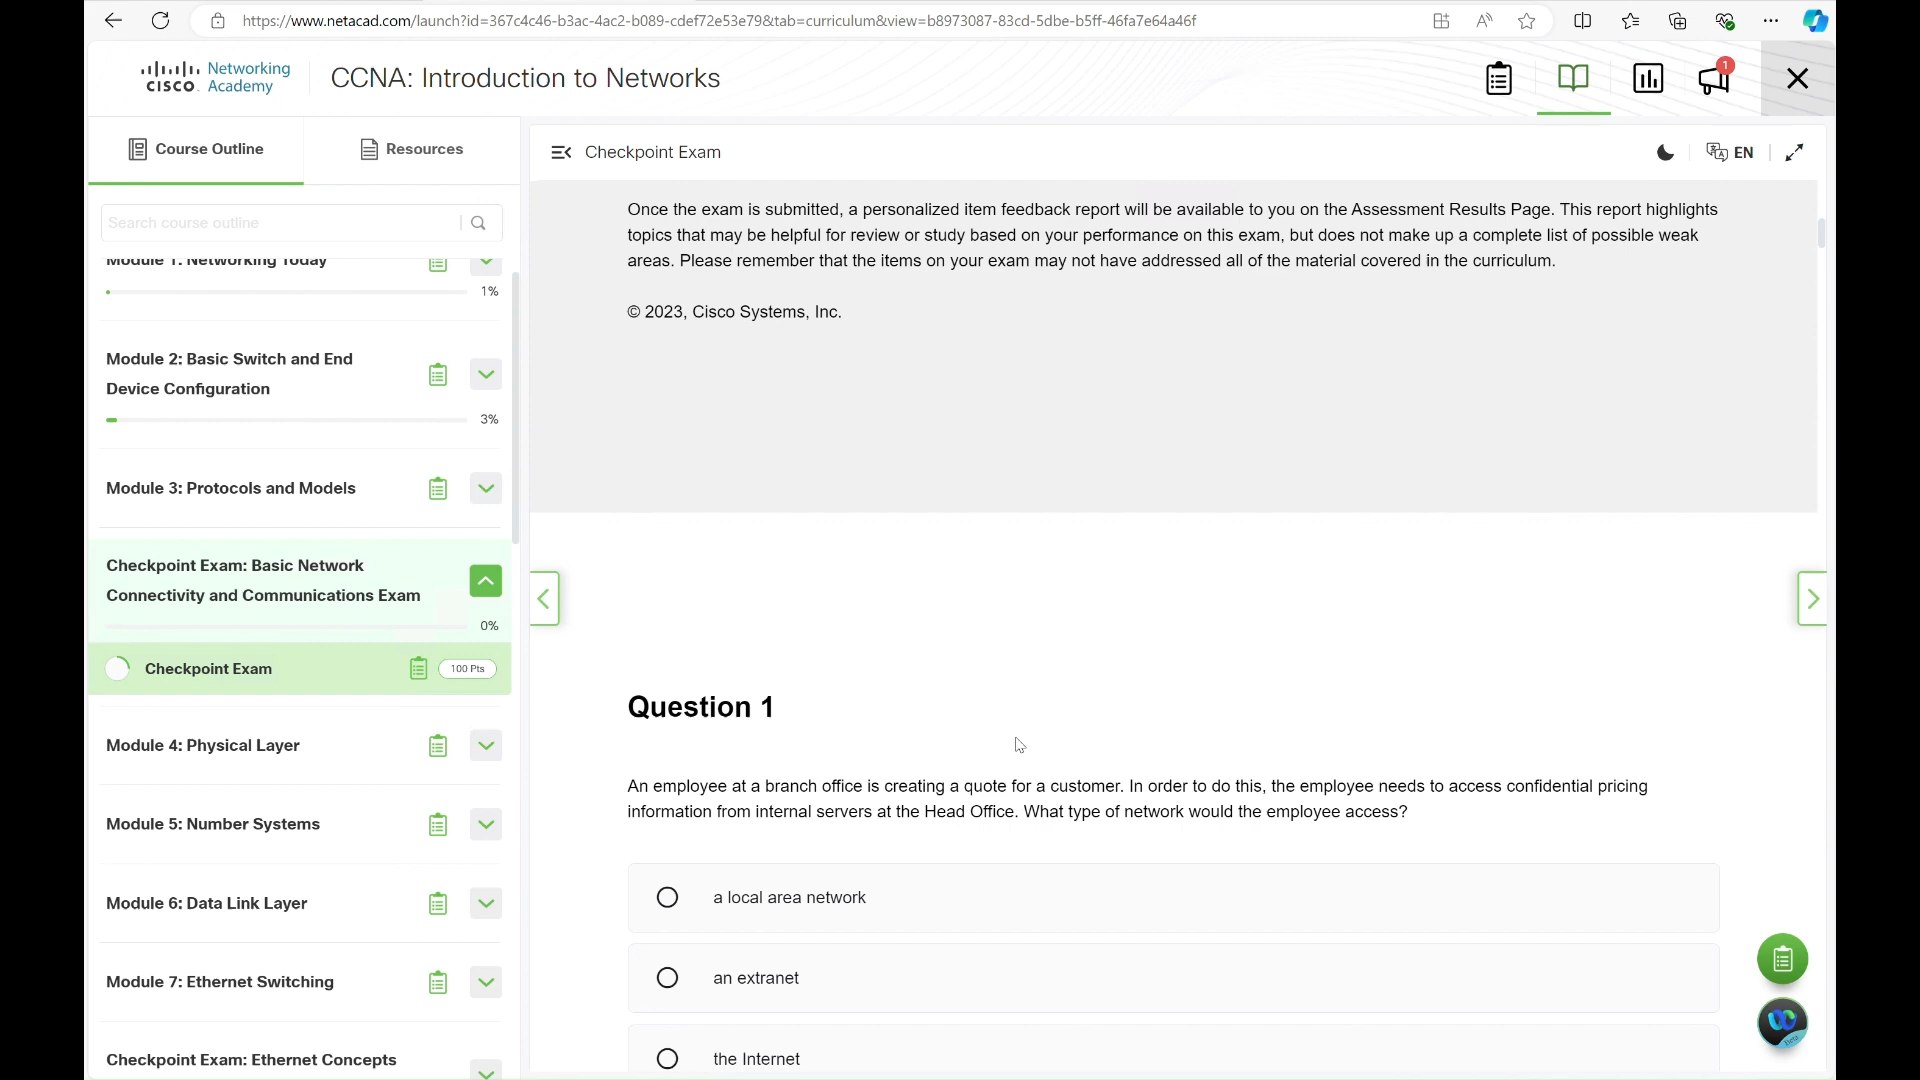 https://www.netacad.com/launch?id=367c4c46-b3ac-4ac2-b089-cdef72e53e79&tab=curriculum&view=b8973087-83cd-5dbe-b5ff-46fa7e64a46f
CISCO Networking Academy
CCNA: Introduction to Networks
1
Course Outline
Resources
Search course outline
Module 1: Networking Today
1%
Module 2: Basic Switch and End
Device Configuration
3%
Module 3: Protocols and Models
Checkpoint Exam: Basic Network
Connectivity and Communications Exam
0%
Checkpoint Exam
100 Pts
Module 4: Physical Layer
Module 5: Number Systems
Module 6: Data Link Layer
Module 7: Ethernet Switching
Checkpoint Exam: Ethernet Concepts
Checkpoint Exam
EN
Once the exam is submitted, a personalized item feedback report will be available to you on the Assessment Results Page. This report highlights
topics that may be helpful for review or study based on your performance on this exam, but does not make up a complete list of possible weak
areas. Please remember that the items on your exam may not have addressed all of the material covered in the curriculum.
© 2023, Cisco Systems, Inc.
Question 1
An employee at a branch office is creating a quote for a customer. In order to do this, the employee needs to access confidential pricing
information from internal servers at the Head Office. What type of network would the employee access?
a local area network
an extranet
the Internet
Beta